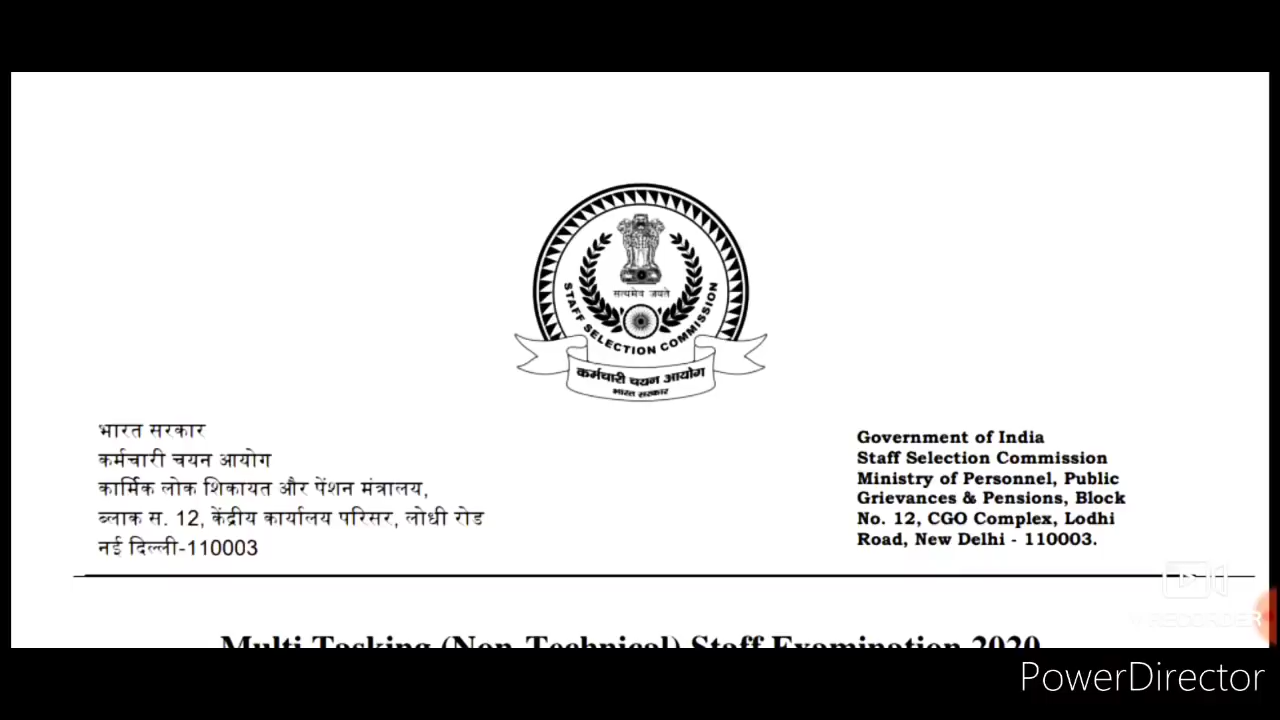 सत्यमेव जयते
STAFF SELECTION COMMISSION
कर्मचारी चयन आयोग
भारत सरकार
भारत सरकार
कर्मचारी चयन आयोग
कार्मिक लोक शिकायत और पेंशन मंत्रालय,
ब्लाक स. 12, केंद्रीय कार्यालय परिसर, लोधी रोड
नई दिल्ली-110003
Government of India
Staff Selection Commission
Ministry of Personnel, Public
Grievances & Pensions, Block
No. 12, CGO Complex, Lodhi
Road, New Delhi - 110003.
RECORDER
Multi Tasking (Non-Technical) Staff Examination 2020
PowerDirector